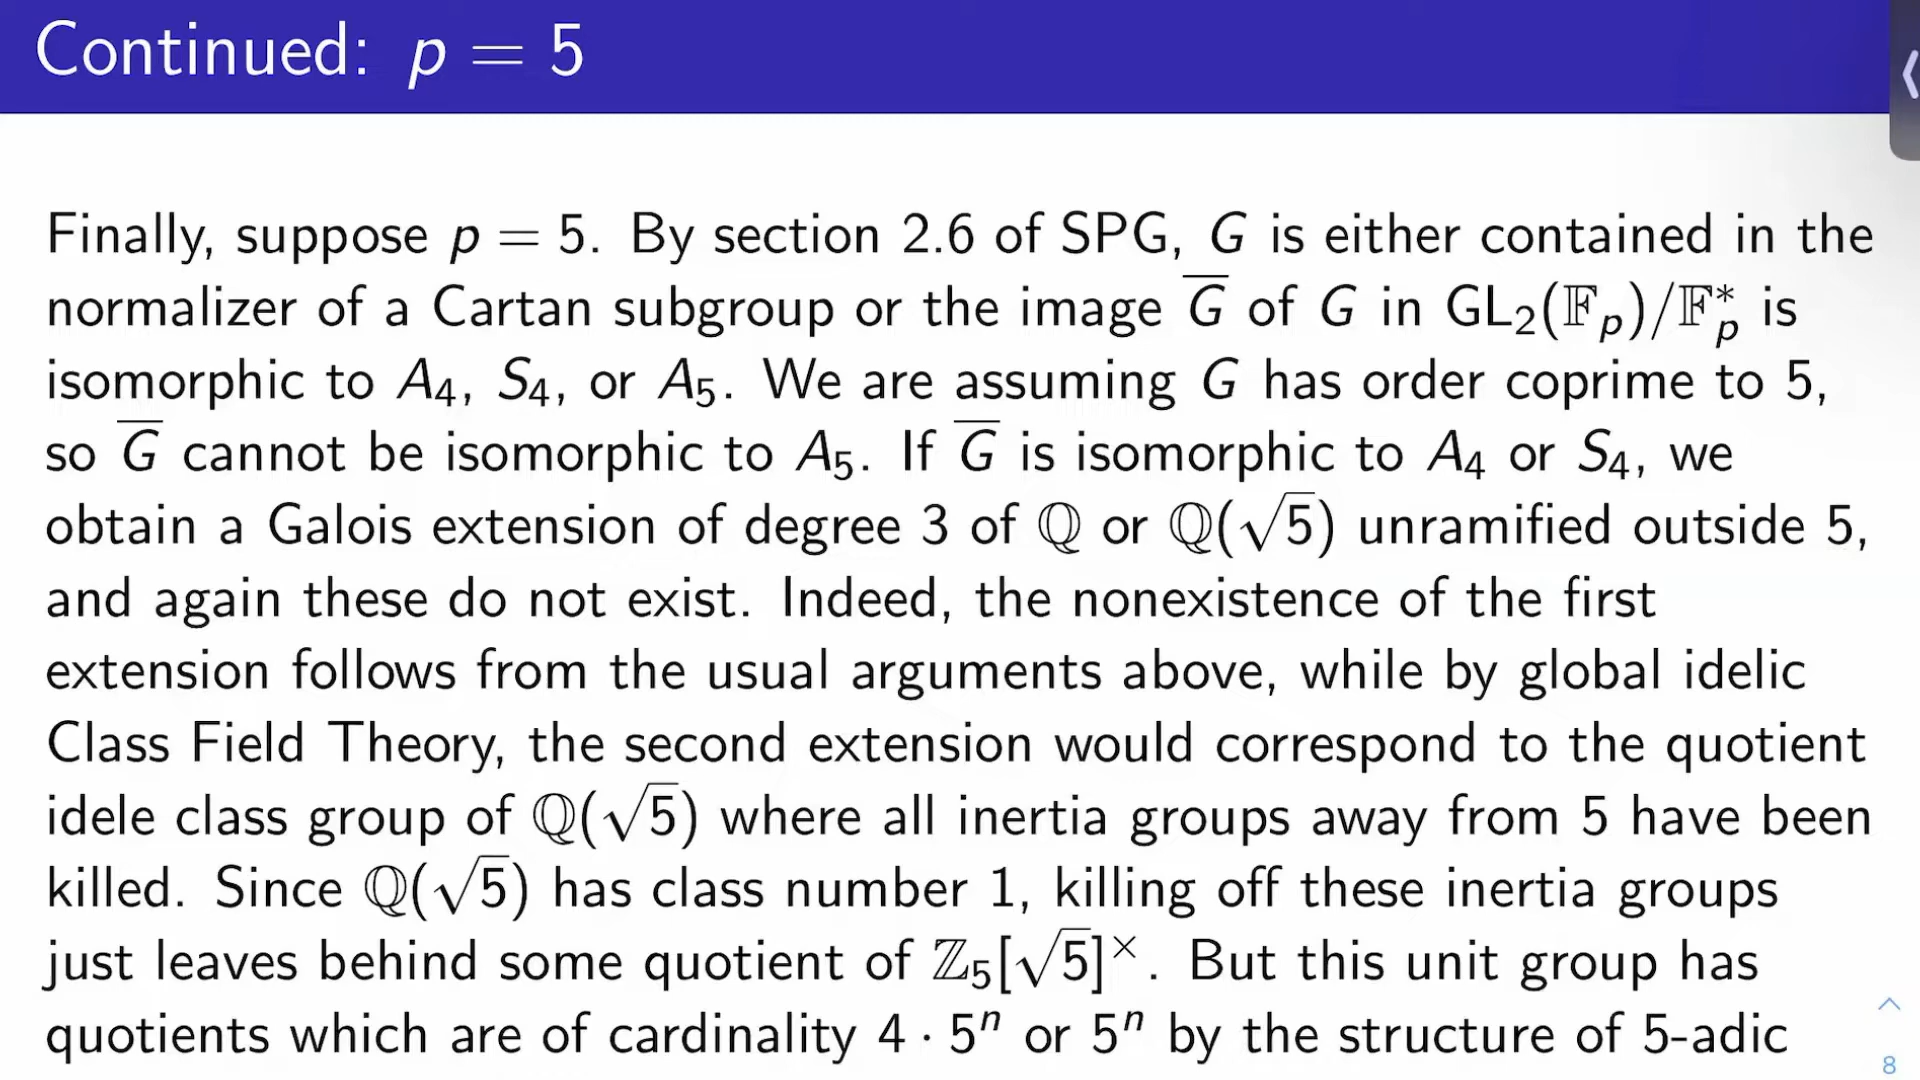 Continued: p = 5
Finally, suppose p = 5. By section 2.6 of SPG, G is either contained in the
normalizer of a Cartan subgroup or the image G̅ of G in GL₂(𝔽ₚ)/𝔽ₚ* is
isomorphic to A₄, S₄, or A₅. We are assuming G has order coprime to 5,
so G̅ cannot be isomorphic to A₅. If G̅ is isomorphic to A₄ or S₄, we
obtain a Galois extension of degree 3 of ℚ or ℚ(√5) unramified outside 5,
and again these do not exist. Indeed, the nonexistence of the first
extension follows from the usual arguments above, while by global idelic
Class Field Theory, the second extension would correspond to the quotient
idele class group of ℚ(√5) where all inertia groups away from 5 have been
killed. Since ℚ(√5) has class number 1, killing off these inertia groups
just leaves behind some quotient of ℤ₅[√5]×. But this unit group has
quotients which are of cardinality 4 · 5ⁿ or 5ⁿ by the structure of 5-adic
8